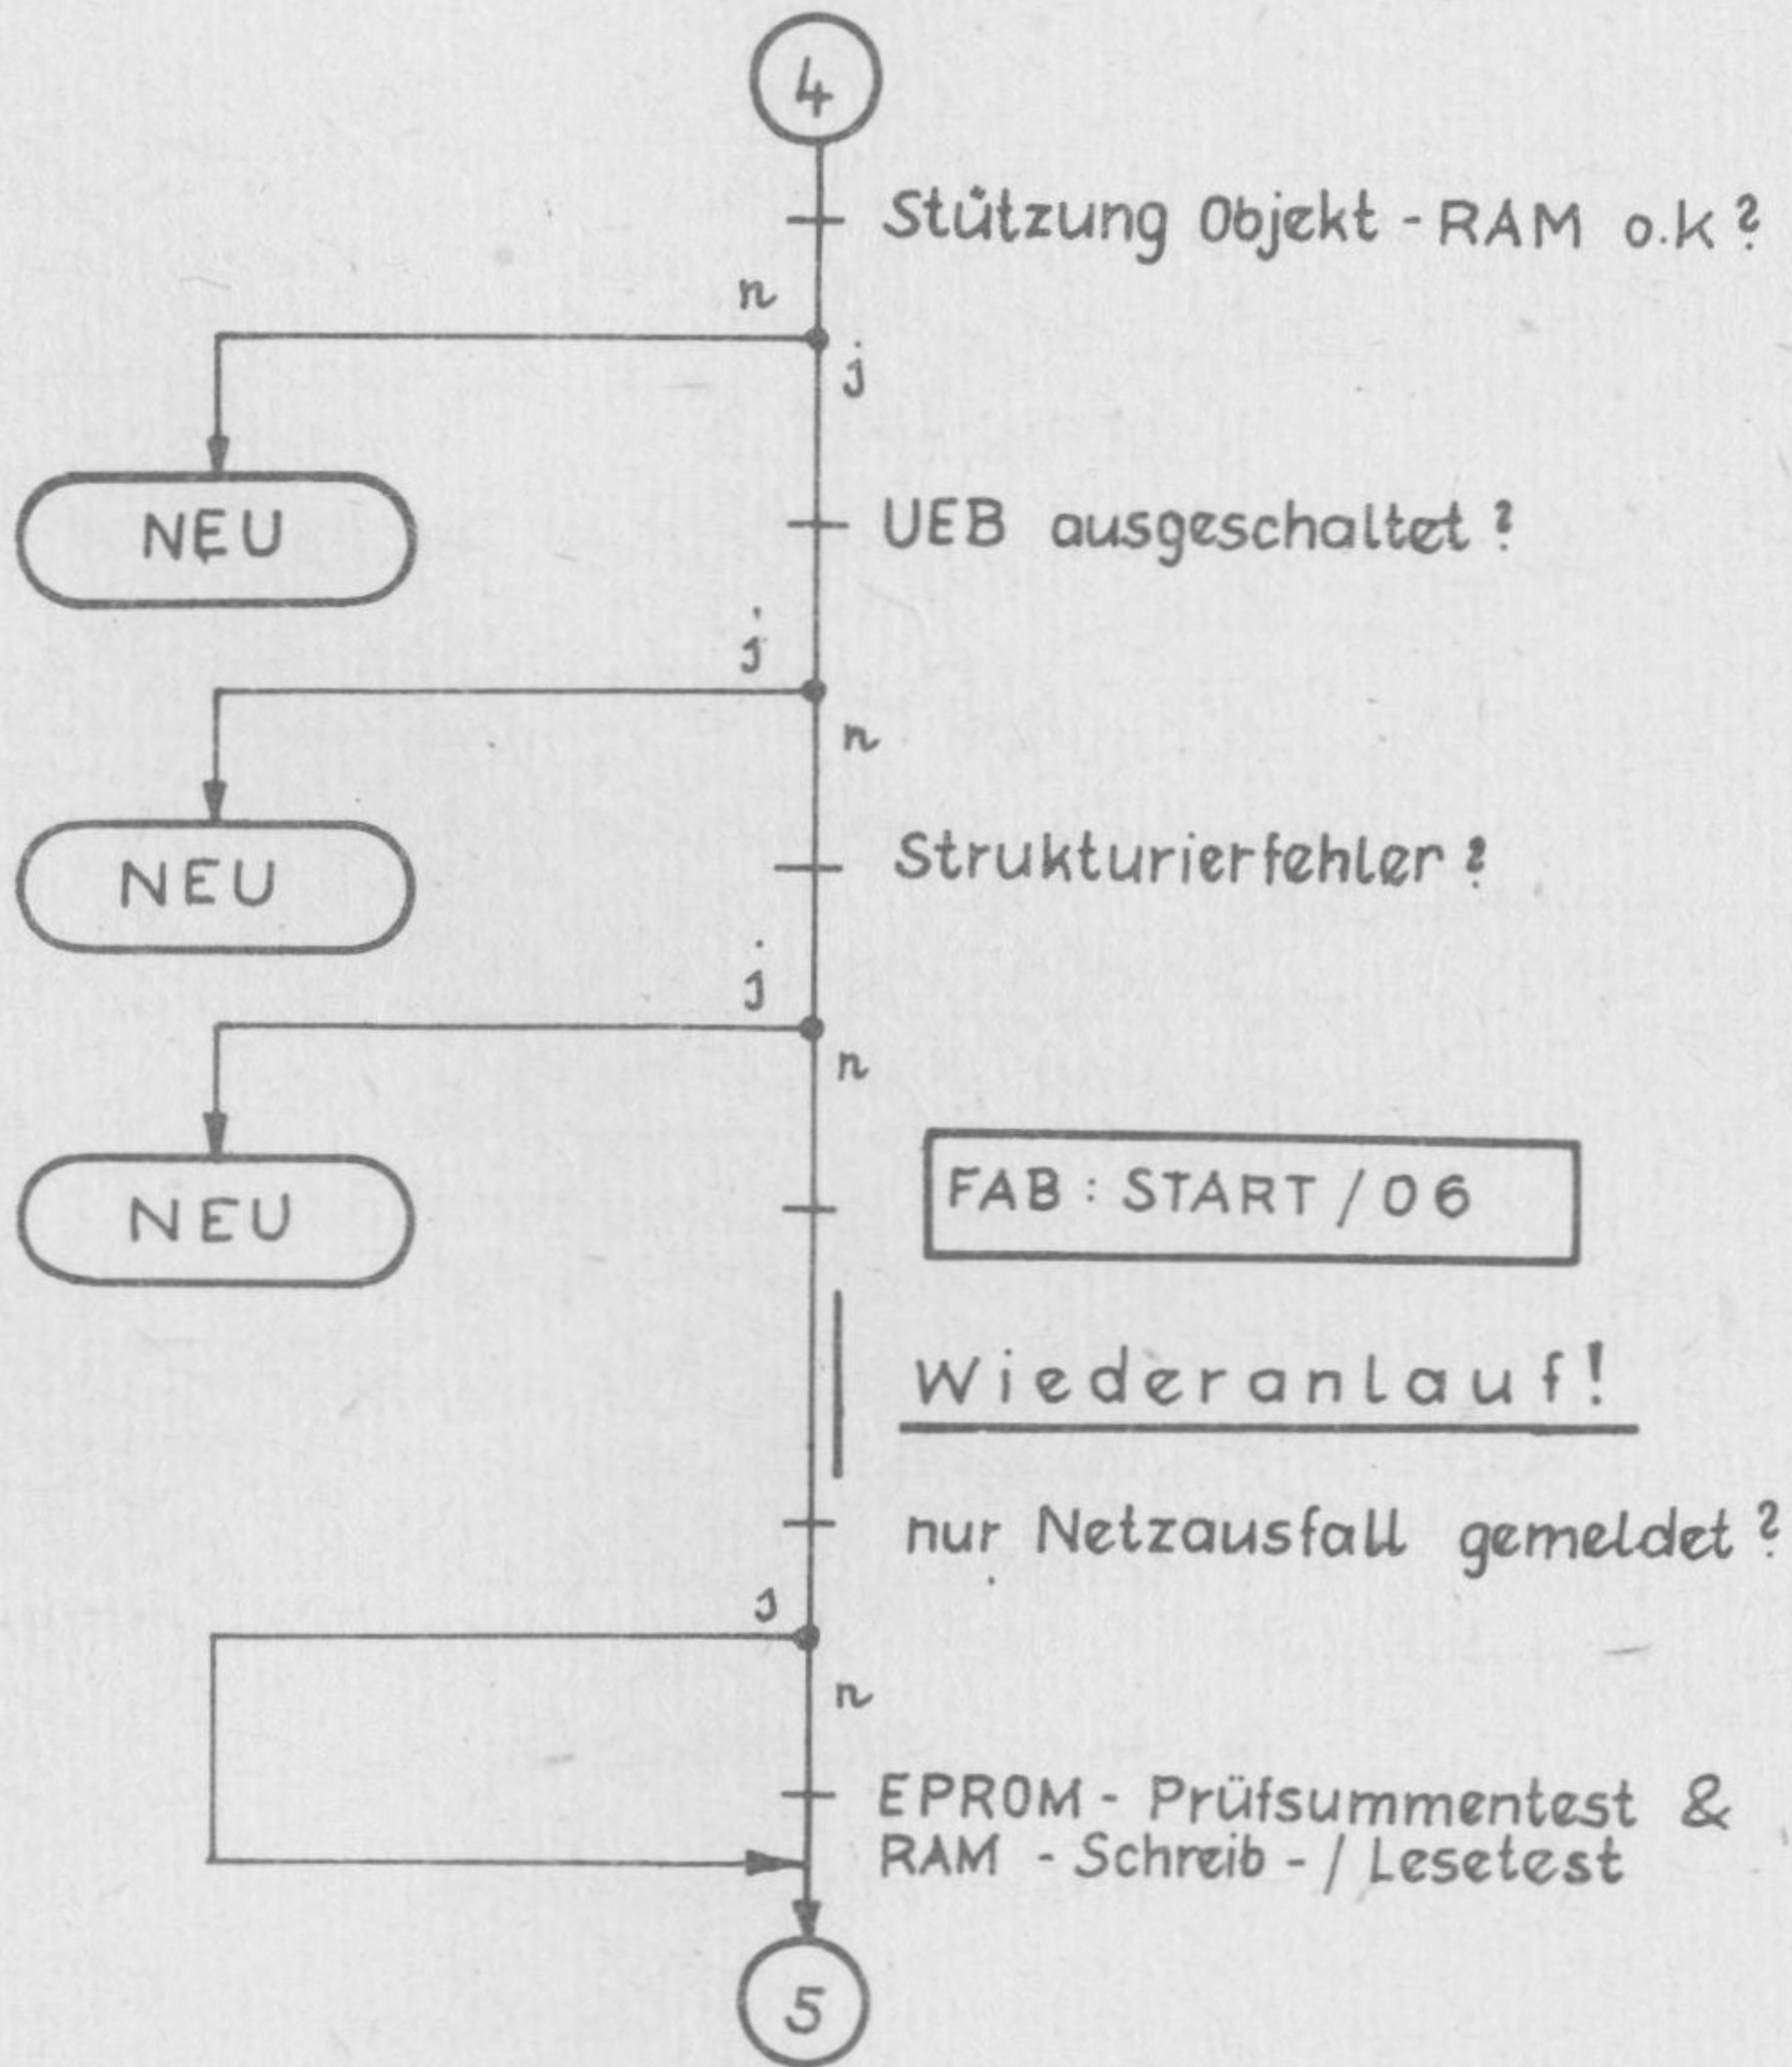 4
Stützung Objekt - RAM o.k ?
n
j
NEU
UEB ausgeschaltet ?
j
n
NEU
Strukturierfehler ?
j
n
NEU
FAB : START / 06
Wiederanlauf!
nur Netzausfall gemeldet ?
j
n
EPROM - Prüfsummentest &
RAM - Schreib - / Lesetest
5